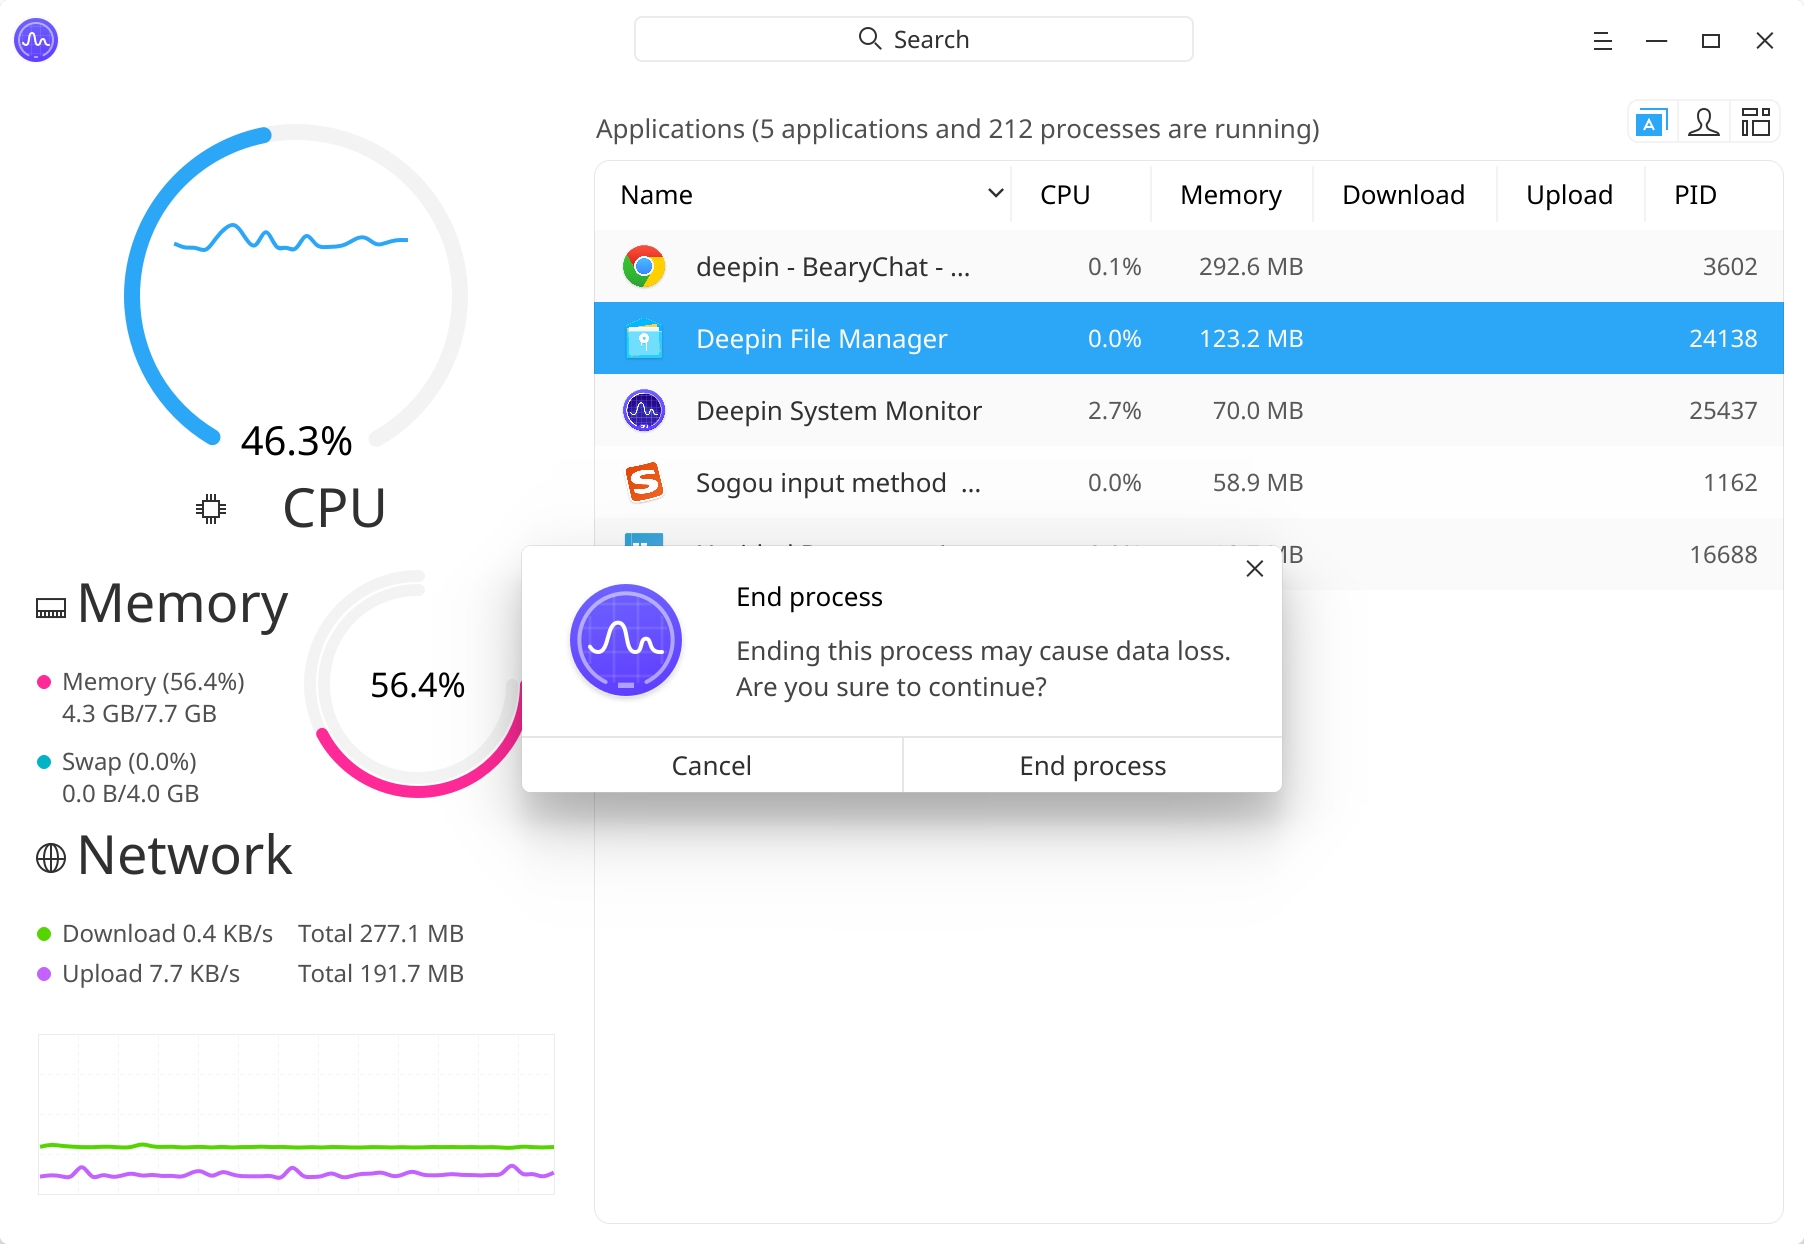 Search
Applications (5 applications and 212 processes are running)
Name CPU Memory Download Upload PID
deepin - BearyChat - ... 0.1% 292.6 MB 3602
Deepin File Manager 0.0% 123.2 MB 24138
Deepin System Monitor 2.7% 70.0 MB 25437
Sogou input method ... 0.0% 58.9 MB 1162
MB 16688
46.3%
CPU
Memory
Memory (56.4%)
4.3 GB/7.7 GB
Swap (0.0%)
0.0 B/4.0 GB
56.4%
Network
Download 0.4 KB/s Total 277.1 MB
Upload 7.7 KB/s Total 191.7 MB
End process
Ending this process may cause data loss.
Are you sure to continue?
Cancel End process